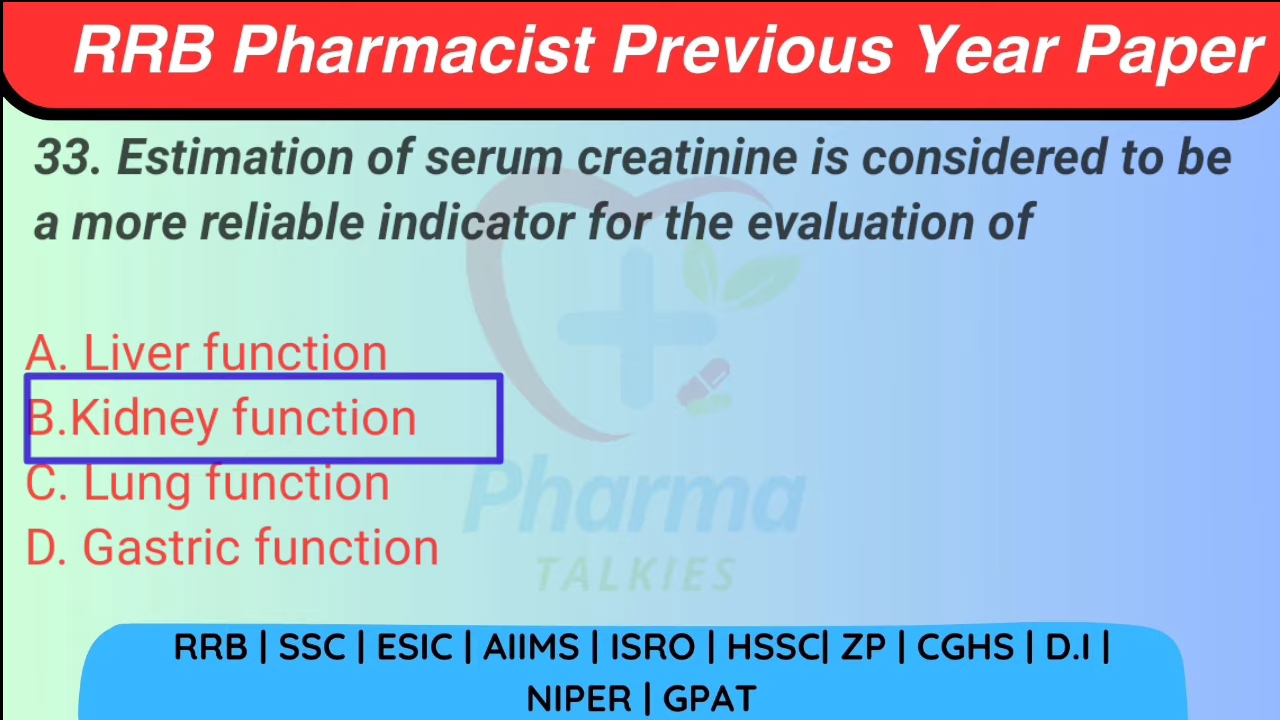 RRB Pharmacist Previous Year Paper
33. Estimation of serum creatinine is considered to be
a more reliable indicator for the evaluation of
A. Liver function
B.Kidney function
C. Lung function
D. Gastric function
Pharma
TALKIES
RRB | SSC | ESIC | AIIMS | ISRO | HSSC| ZP | CGHS | D.I |
NIPER | GPAT